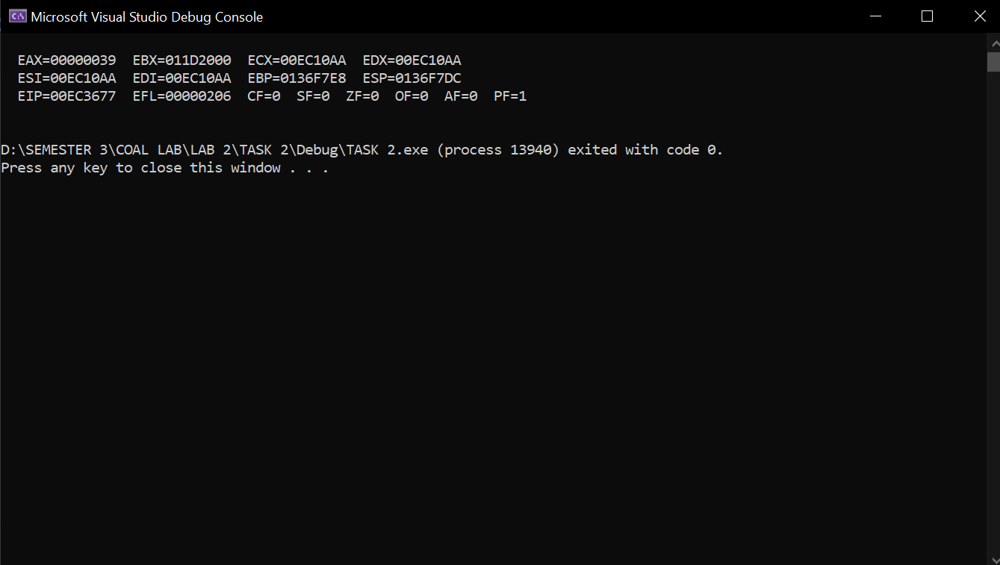 Microsoft Visual Studio Debug Console
EAX=00000039  EBX=011D2000  ECX=00EC10AA  EDX=00EC10AA
ESI=00EC10AA  EDI=00EC10AA  EBP=0136F7E8  ESP=0136F7DC
EIP=00EC3677  EFL=00000206  CF=0  SF=0  ZF=0  OF=0  AF=0  PF=1
D:\SEMESTER 3\COAL LAB\LAB 2\TASK 2\Debug\TASK 2.exe (process 13940) exited with code 0.
Press any key to close this window . . .